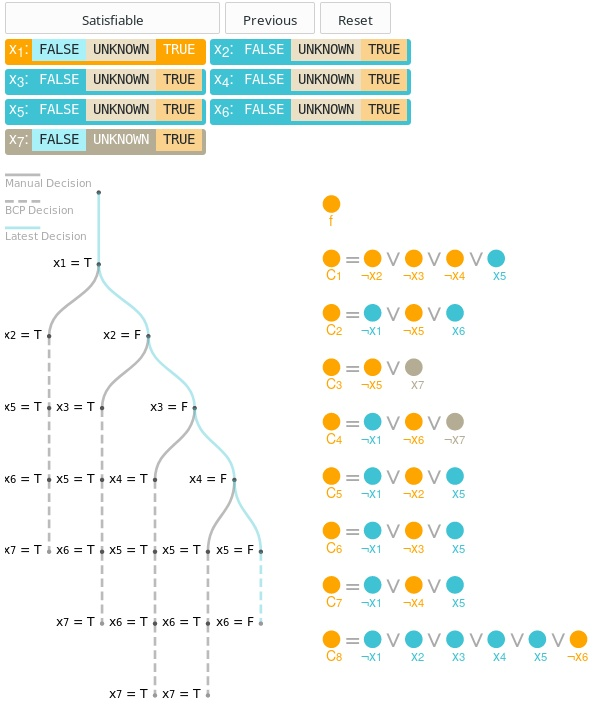 Satisfiable Previous Reset
x1: FALSE UNKNOWN TRUE x2: FALSE UNKNOWN TRUE
x3: FALSE UNKNOWN TRUE x4: FALSE UNKNOWN TRUE
x5: FALSE UNKNOWN TRUE x6: FALSE UNKNOWN TRUE
x7: FALSE UNKNOWN TRUE
Manual Decision
BCP Decision
Latest Decision
x1 = T
x2 = T x2 = F
x5 = T x3 = T x3 = F
x6 = T x5 = T x4 = T x4 = F
x7 = T x6 = T x5 = T x5 = T x5 = F
x7 = T x6 = T x6 = T x6 = F
x7 = T x7 = T
f
= ∨ ∨ ∨
C1 ¬x2 ¬x3 ¬x4 x5
= ∨ ∨
C2 ¬x1 ¬x5 x6
= ∨
C3 ¬x5 x7
= ∨ ∨
C4 ¬x1 ¬x6 ¬x7
= ∨ ∨
C5 ¬x1 ¬x2 x5
= ∨ ∨
C6 ¬x1 ¬x3 x5
= ∨ ∨
C7 ¬x1 ¬x4 x5
= ∨ ∨ ∨ ∨ ∨
C8 ¬x1 x2 x3 x4 x5 ¬x6